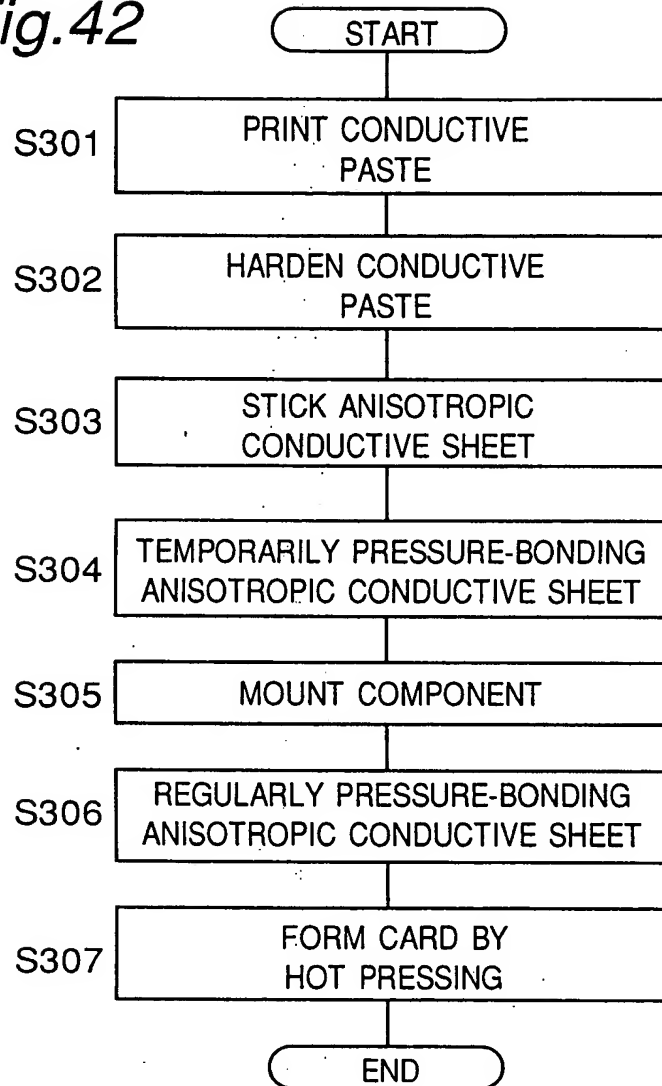 ig.42
START
S301
PRINT CONDUCTIVE
PASTE
S302
HARDEN CONDUCTIVE
PASTE
S303
STICK ANISOTROPIC
CONDUCTIVE SHEET
S304
TEMPORARILY PRESSURE-BONDING
ANISOTROPIC CONDUCTIVE SHEET
S305
MOUNT COMPONENT
S306
REGULARLY PRESSURE-BONDING
ANISOTROPIC CONDUCTIVE SHEET
S307
FORM CARD BY
HOT PRESSING
END